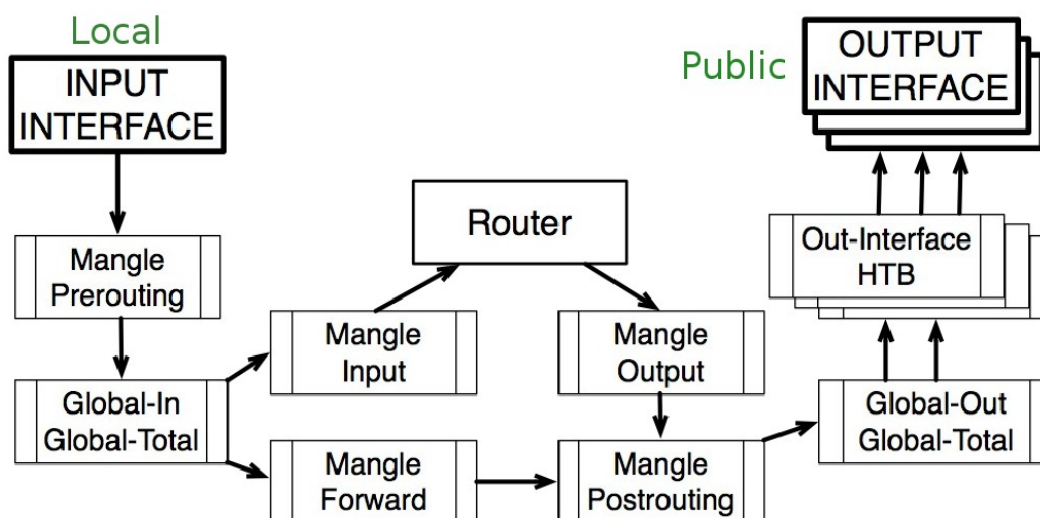 Local
INPUT
INTERFACE
Public
OUTPUT
INTERFACE
Router
Out-Interface
HTB
Mangle
Prerouting
Mangle
Input
Mangle
Output
Global-In
Global-Total
Global-Out
Global-Total
Mangle
Forward
Mangle
Postrouting